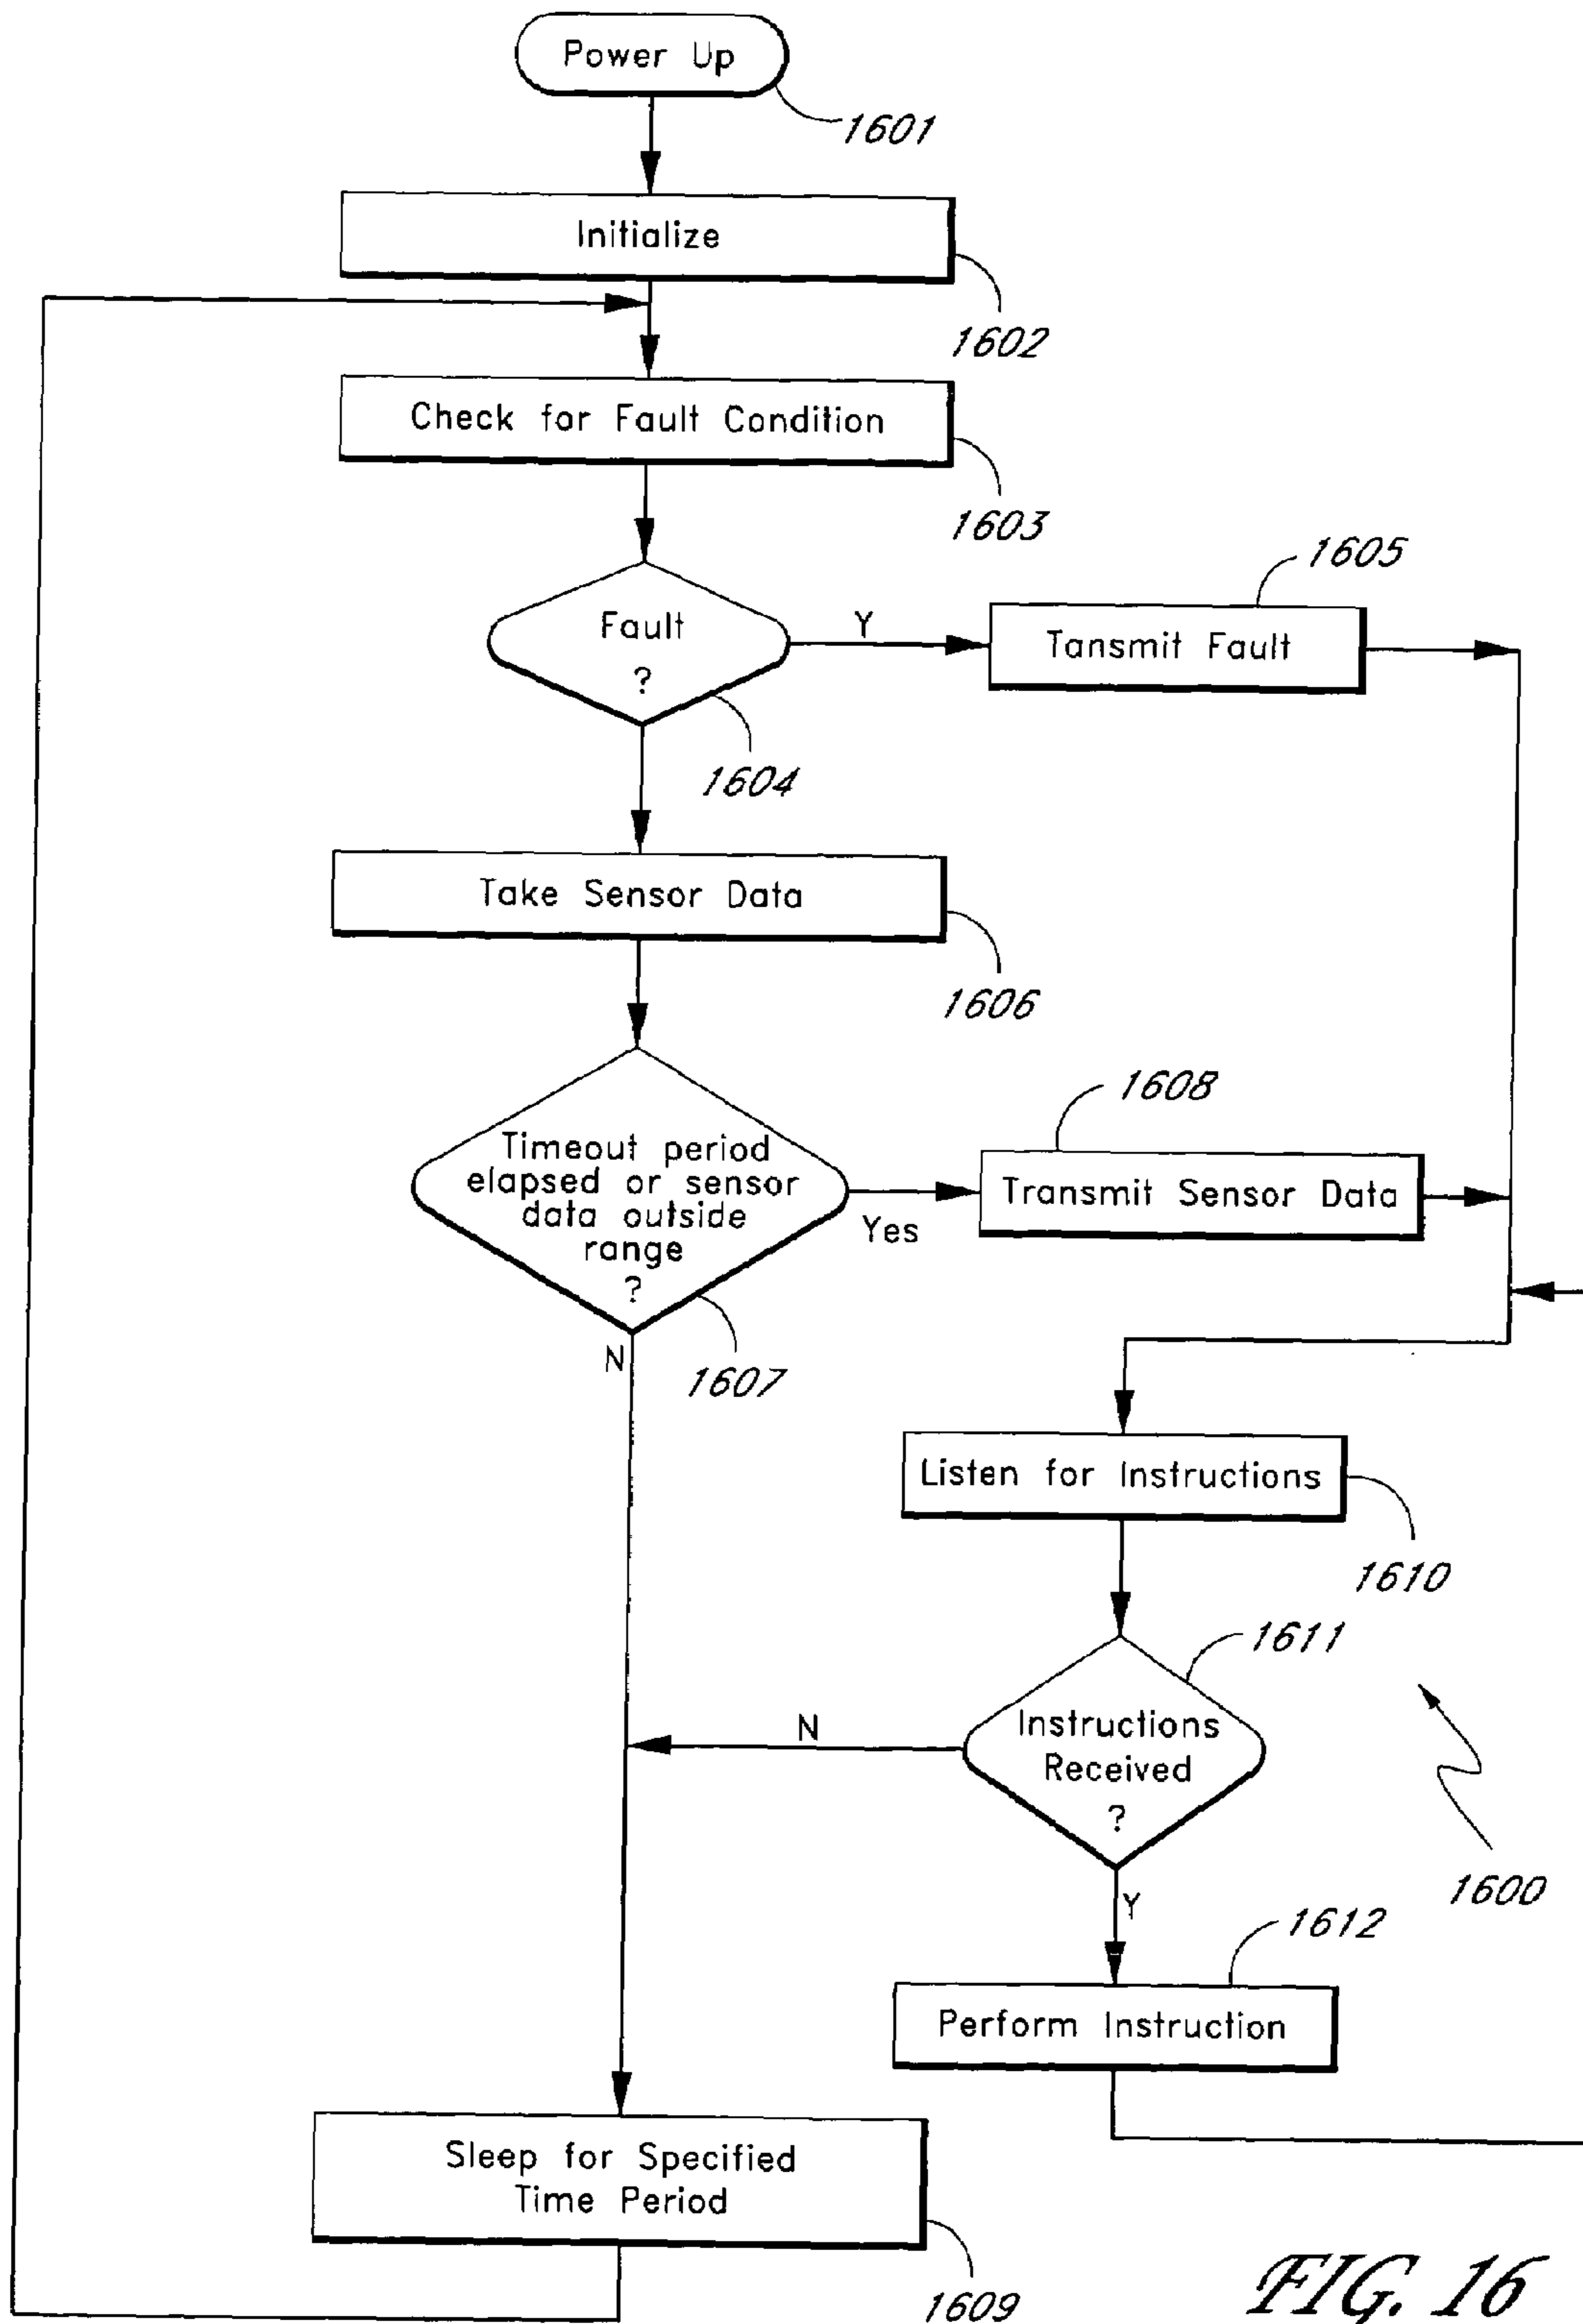 Power Up
1601
Initialize
1602
Check for Fault Condition
1603
1605
Fault
?
Y
Tansmit Fault
1604
Take Sensor Data
1606
1608
Timeout period
elapsed or sensor
data outside
range
?
Yes
Transmit Sensor Data
N
1607
Listen for Instructions
1610
1611
Instructions
Received
?
N
1600
Y
1612
Perform Instruction
Sleep for Specified
Time Period
1609
FIG. 16